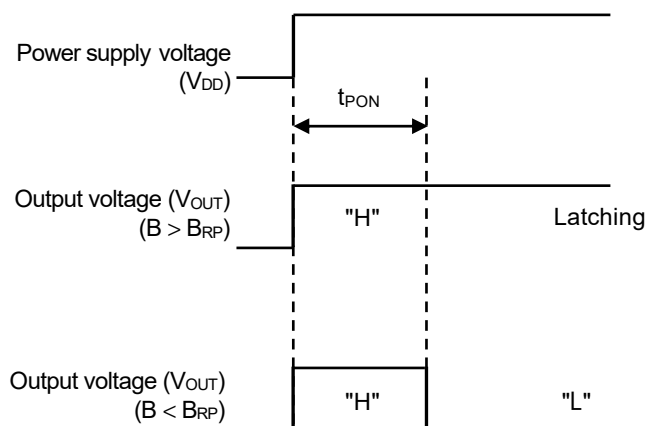 Power supply voltage
(VDD)
tPON
Output voltage (VOUT)
(B > BRP)
"H"
Latching
Output voltage (VOUT)
(B < BRP)
"H"
"L"